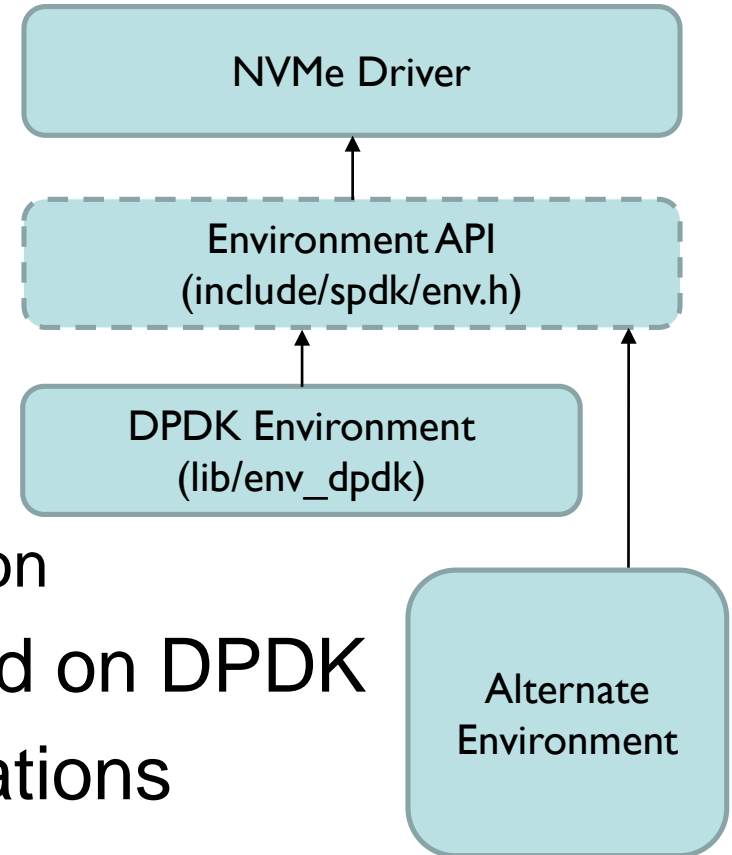 NVMe Driver
Environment API
(include/spdk/env.h)
DPDK Environment
(lib/env_dpdk)
on
d on DPDK
ations
Alternate
Environment